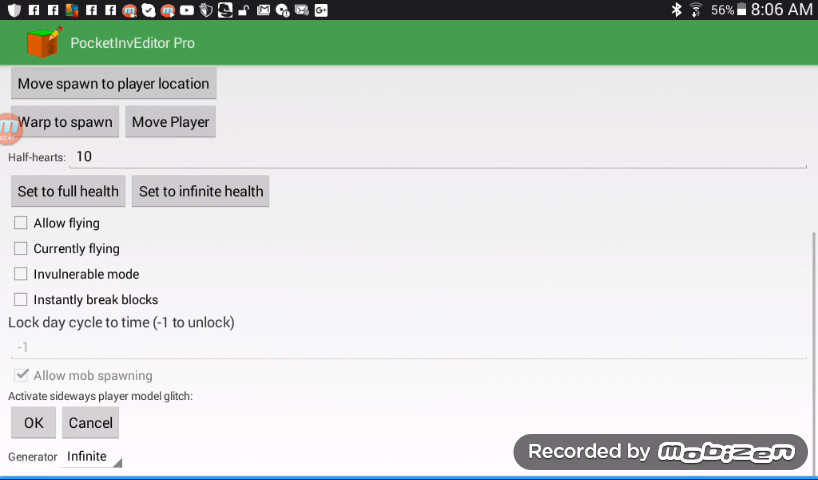 56% 8:06 AM
PocketInvEditor Pro
Move spawn to player location
Warp to spawn Move Player
Half-hearts: 10
Set to full health Set to infinite health
Allow flying
Currently flying
Invulnerable mode
Instantly break blocks
Lock day cycle to time (-1 to unlock)
-1
Allow mob spawning
Activate sideways player model glitch:
OK Cancel
Generator Infinite
Recorded by mobizen